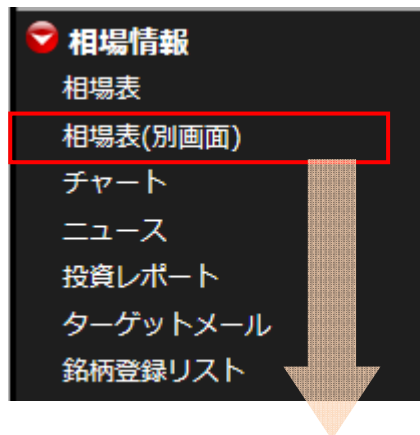 相場情報
相場表
相場表(別画面)
チャート
ニュース
投資レポート
ターゲットメール
銘柄登録リスト